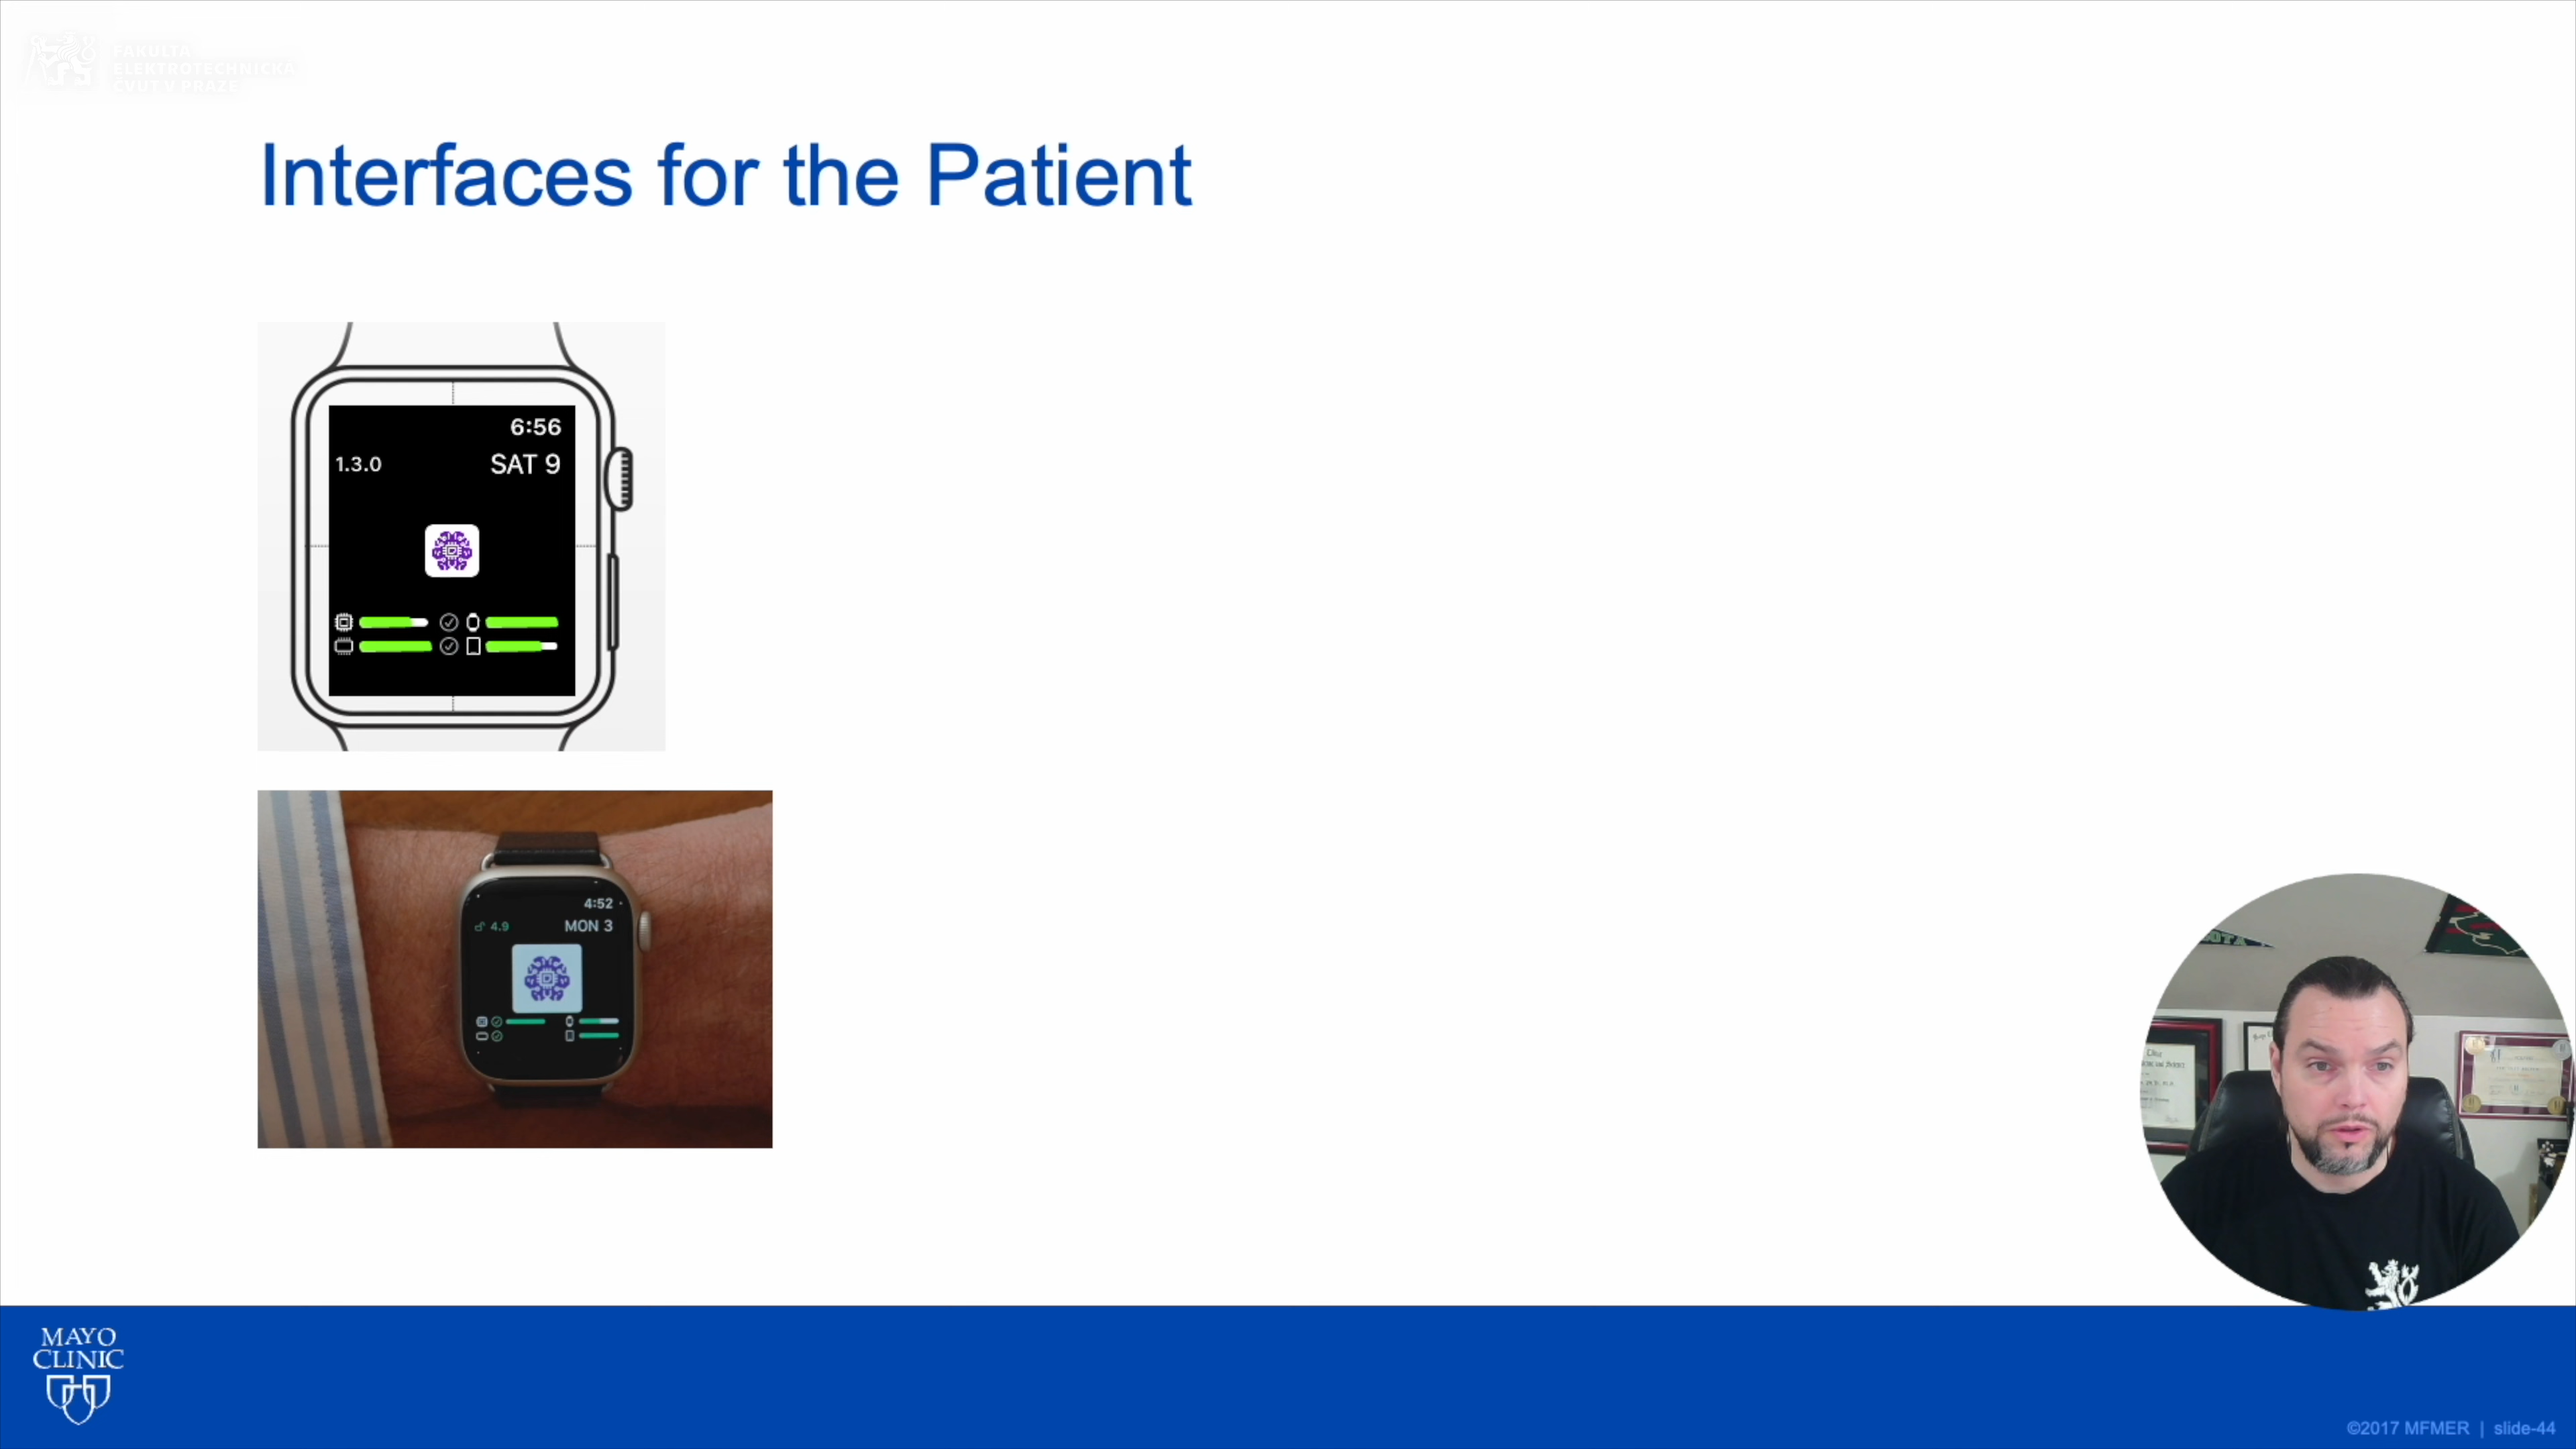 FAKULTA
ELEKTROTECHNICKÁ
ČVUT V PRAZE
Interfaces for the Patient
6:56
1.3.0 SAT 9
4:52
4.9 MON 3
OTA
MAYO
CLINIC
©2017 MFMER | slide-44